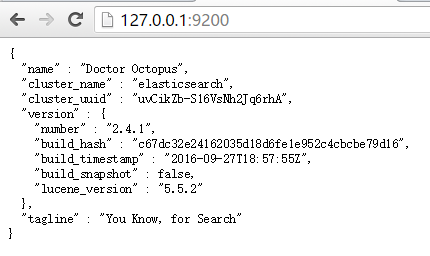 127.0.0.1:9200
{
  "name" : "Doctor Octopus",
  "cluster_name" : "elasticsearch",
  "cluster_uuid" : "uvCikZb-S16VsNh2Jq6rhA",
  "version" : {
    "number" : "2.4.1",
    "build_hash" : "c67dc32e24162035d18d6fe1e952c4cbcbe79d16",
    "build_timestamp" : "2016-09-27T18:57:55Z",
    "build_snapshot" : false,
    "lucene_version" : "5.5.2"
  },
  "tagline" : "You Know, for Search"
}